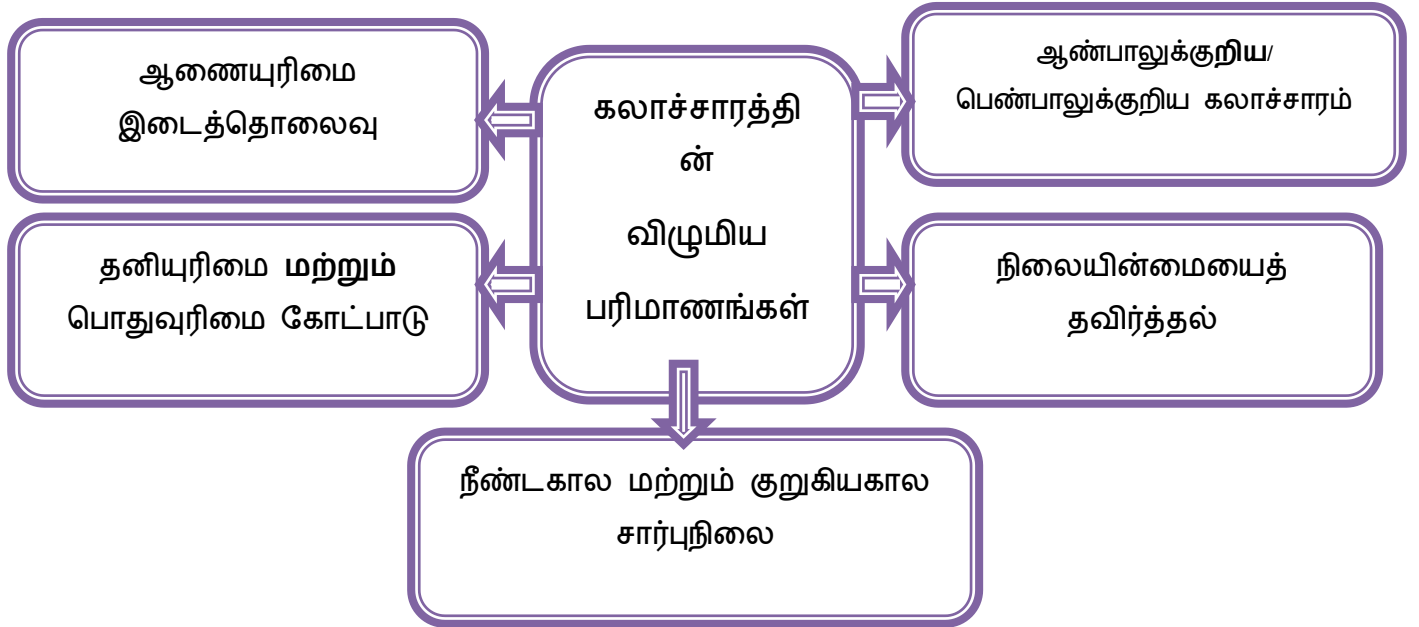 ஆணையுரிமை
இடைத்தொலைவு
தனியுரிமை மற்றும்
பொதுவுரிமை கோட்பாடு
கலாச்சாரத்தி
ன்
விழுமிய
பரிமாணங்கள்
ஆண்பாலுக்குறிய/
பெண்பாலுக்குறிய கலாச்சாரம்
நிலையின்மையைத்
தவிர்த்தல்
நீண்டகால மற்றும் குறுகியகால
சார்புநிலை